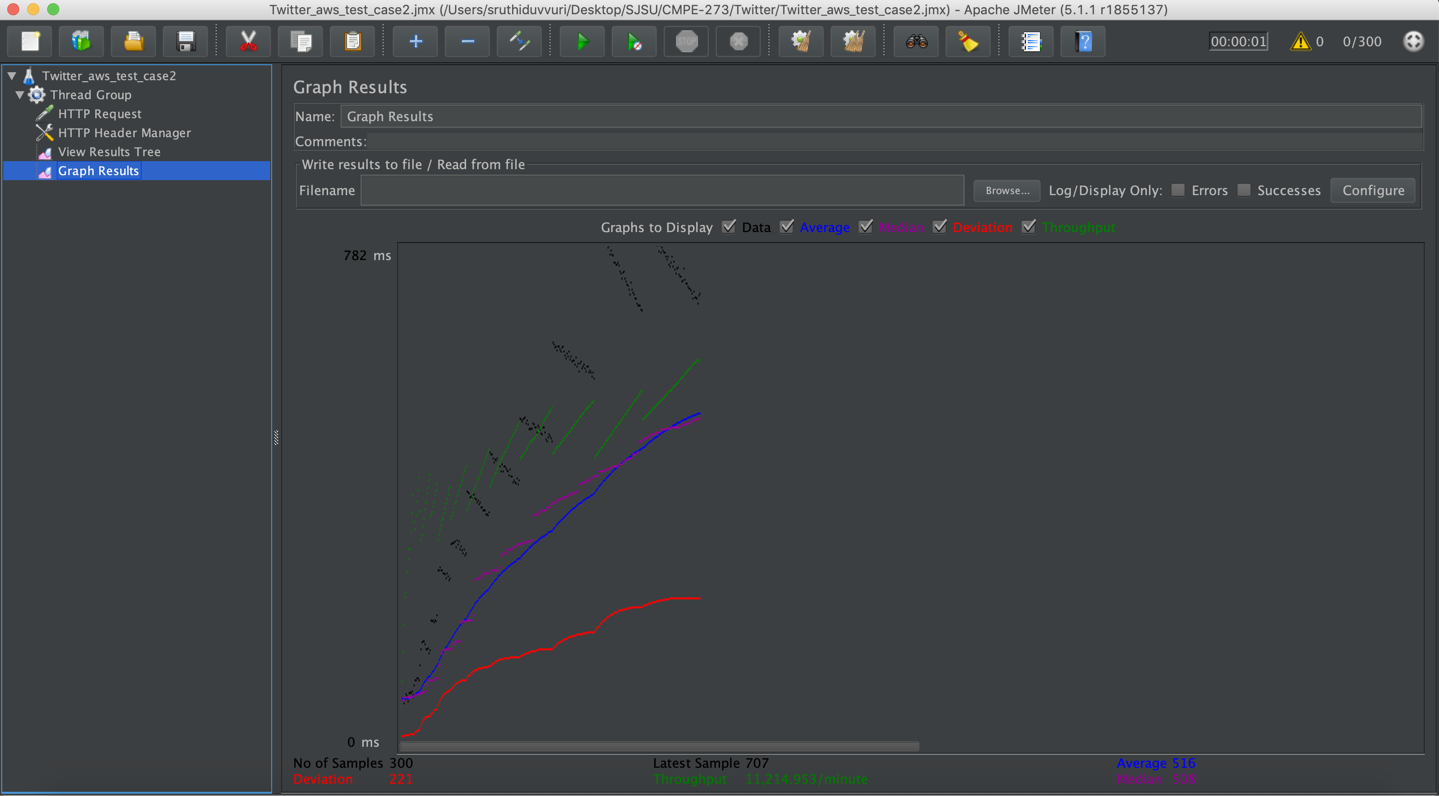 Twitter_aws_test_case2.jmx (/Users/sruthiduvvuri/Desktop/SJSU/CMPE-273/Twitter/Twitter_aws_test_case2.jmx) - Apache JMeter (5.1.1 r1855137)
STOP
00:00:01 0 0/300
Twitter_aws_test_case2
Thread Group
HTTP Request
HTTP Header Manager
View Results Tree
Graph Results
Graph Results
Name: Graph Results
Comments:
Write results to file / Read from file
Filename Browse... Log/Display Only: Errors Successes Configure
Graphs to Display Data Average Median Deviation Throughput
782 ms
0 ms
No of Samples 300 Latest Sample 707 Average 516
Deviation 221 Throughput 11,214.953/minute Median